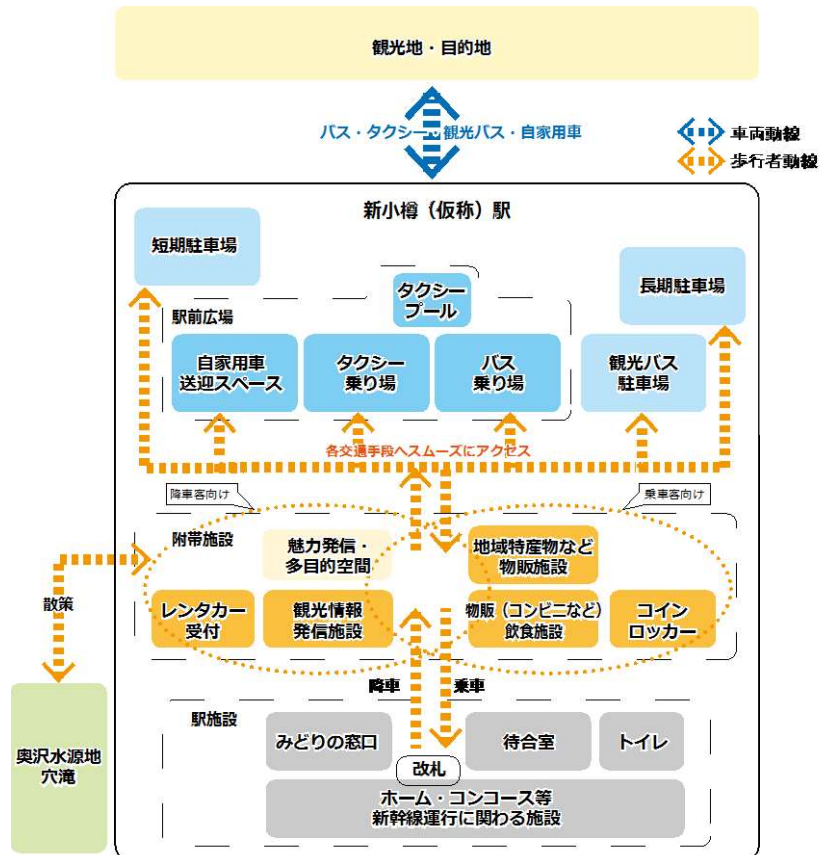 観光地・目的地
バス・タクシー・観光バス・自家用車
車両動線
歩行者動線
新小樽（仮称）駅
短期駐車場
長期駐車場
タクシー
プール
駅前広場
自家用車
送迎スペース
タクシー
乗り場
バス
乗り場
観光バス
駐車場
各交通手段へスムーズにアクセス
降車客向け
乗車客向け
附帯施設
魅力発信・
多目的空間
地域特産物など
物販施設
散策
レンタカー
受付
観光情報
発信施設
物販（コンビニなど）
飲食施設
コイン
ロッカー
降車
乗車
駅施設
みどりの窓口
待合室
トイレ
奥沢水源地
穴滝
改札
ホーム・コンコース等
新幹線運行に関わる施設